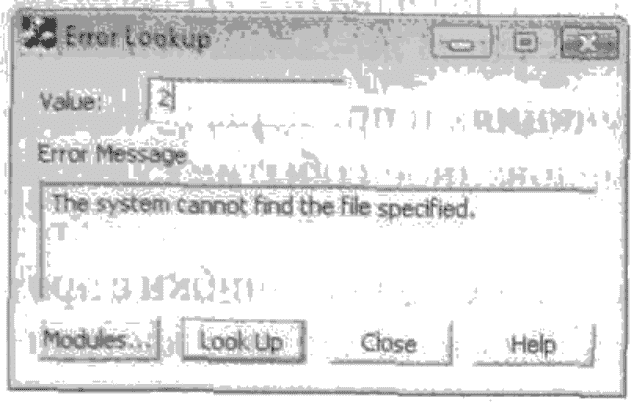 Error Lookup
Value: 2
Error Message
The system cannot find the file specified.
Modules... Look Up Close Help